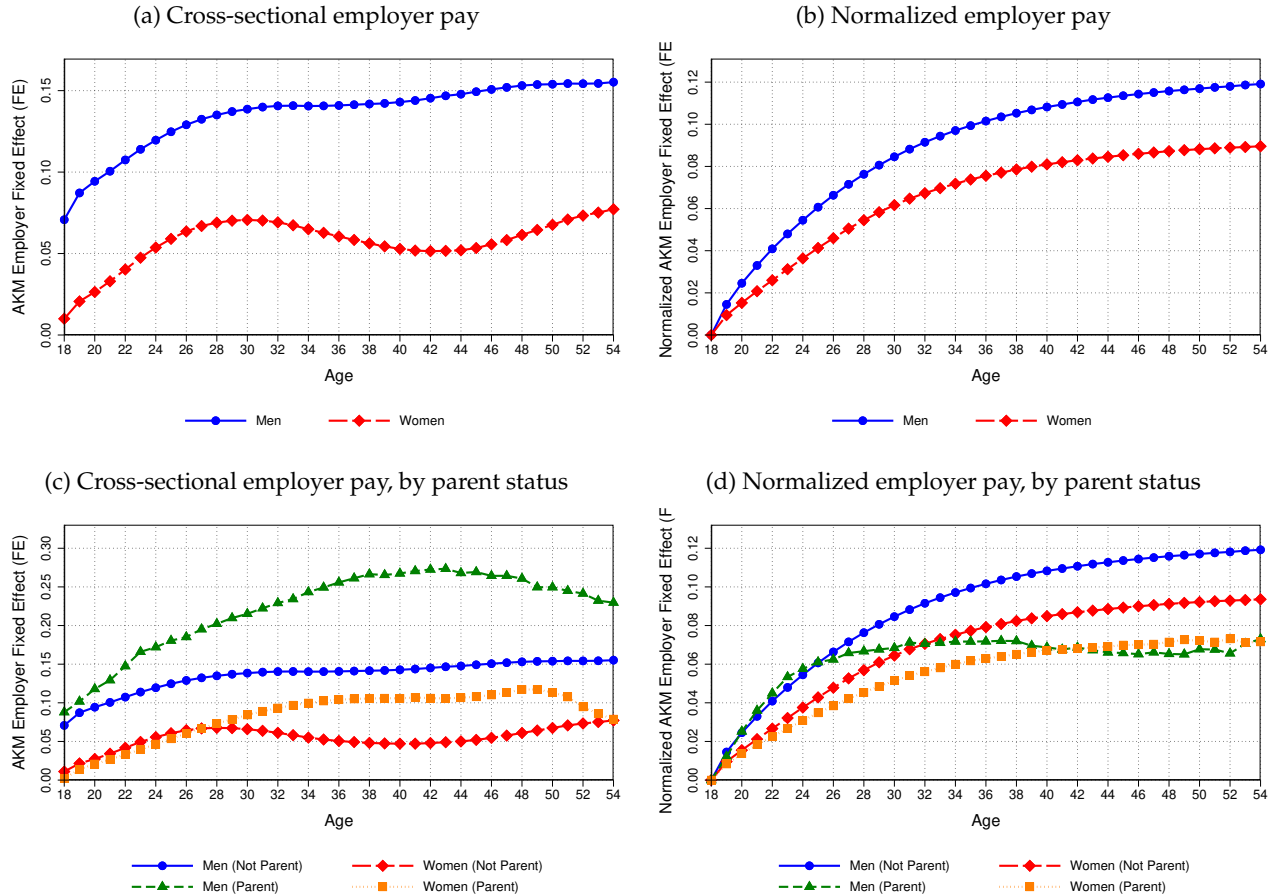 (a) Cross-sectional employer pay
(b) Normalized employer pay
AKM Employer Fixed Effect (FE)
0.00 0.05 0.10 0.15
18 20 22 24 26 28 30 32 34 36 38 40 42 44 46 48 50 52 54
Age
Men Women
Normalized AKM Employer Fixed Effect (FE
0.00 0.02 0.04 0.06 0.08 0.10 0.12
18 20 22 24 26 28 30 32 34 36 38 40 42 44 46 48 50 52 54
Age
Men Women
(c) Cross-sectional employer pay, by parent status
(d) Normalized employer pay, by parent status
AKM Employer Fixed Effect (FE)
0.00 0.05 0.10 0.15 0.20 0.25 0.30
18 20 22 24 26 28 30 32 34 36 38 40 42 44 46 48 50 52 54
Age
Men (Not Parent) Women (Not Parent)
Men (Parent) Women (Parent)
Normalized AKM Employer Fixed Effect (F
0.00 0.02 0.04 0.06 0.08 0.10 0.12
18 20 22 24 26 28 30 32 34 36 38 40 42 44 46 48 50 52 54
Age
Men (Not Parent) Women (Not Parent)
Men (Parent) Women (Parent)